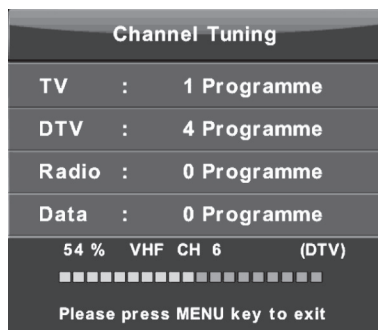 Channel Tuning
TV : 1 Programme
DTV : 4 Programme
Radio : 0 Programme
Data : 0 Programme
54 % VHF CH 6 (DTV)
Please press MENU key to exit